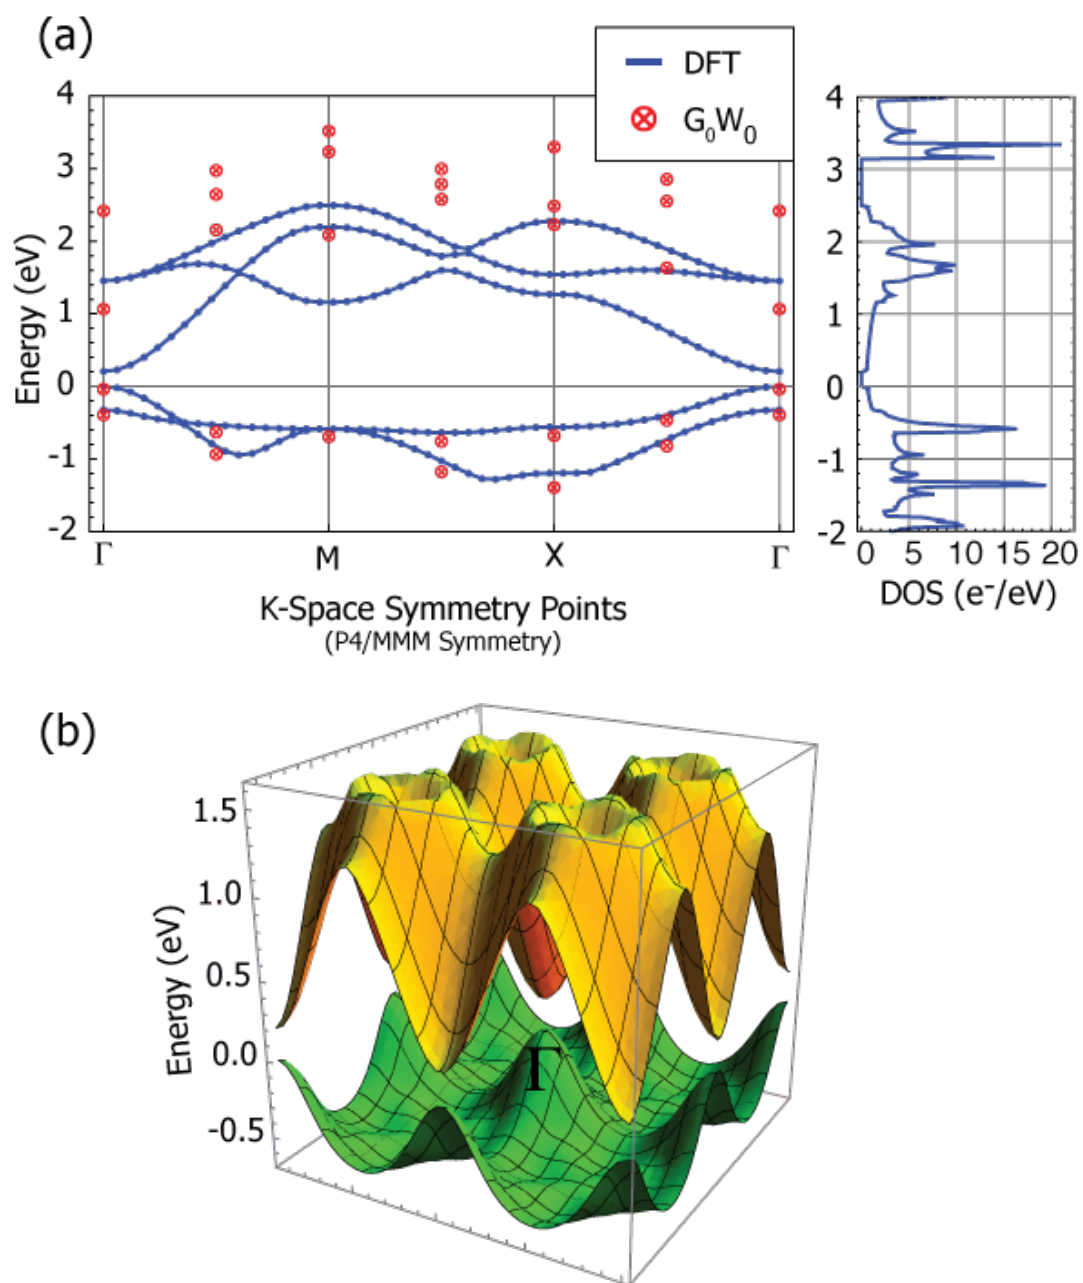 (a)
DFT
G₀W₀
4
3
2
1
0
-1
-2
Energy (eV)
Γ
M
X
Γ
K-Space Symmetry Points
(P4/MMM Symmetry)
4
3
2
1
0
-1
-2
0
5
10
15
20
DOS (e⁻/eV)
(b)
1.5
1.0
0.5
0.0
-0.5
Energy (eV)
Γ